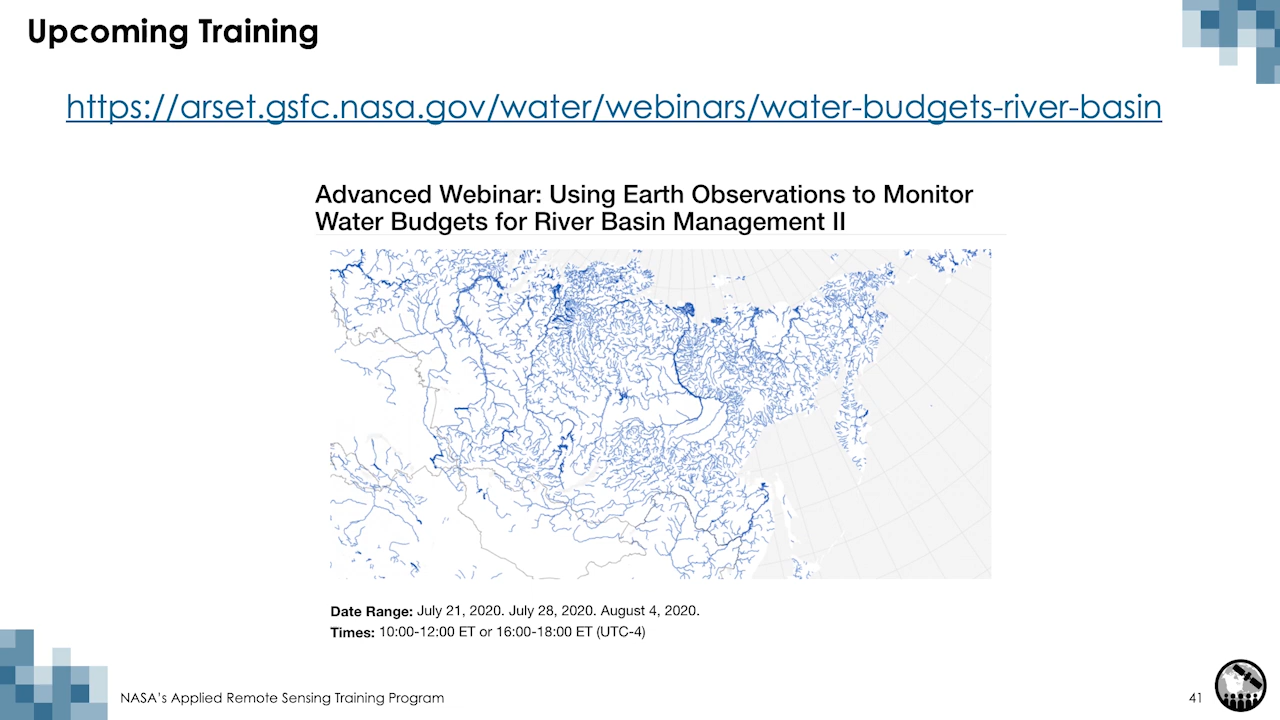 Upcoming Training
https://arset.gsfc.nasa.gov/water/webinars/water-budgets-river-basin
Advanced Webinar: Using Earth Observations to Monitor
Water Budgets for River Basin Management II
Date Range: July 21, 2020. July 28, 2020. August 4, 2020.
Times: 10:00-12:00 ET or 16:00-18:00 ET (UTC-4)
NASA's Applied Remote Sensing Training Program
41